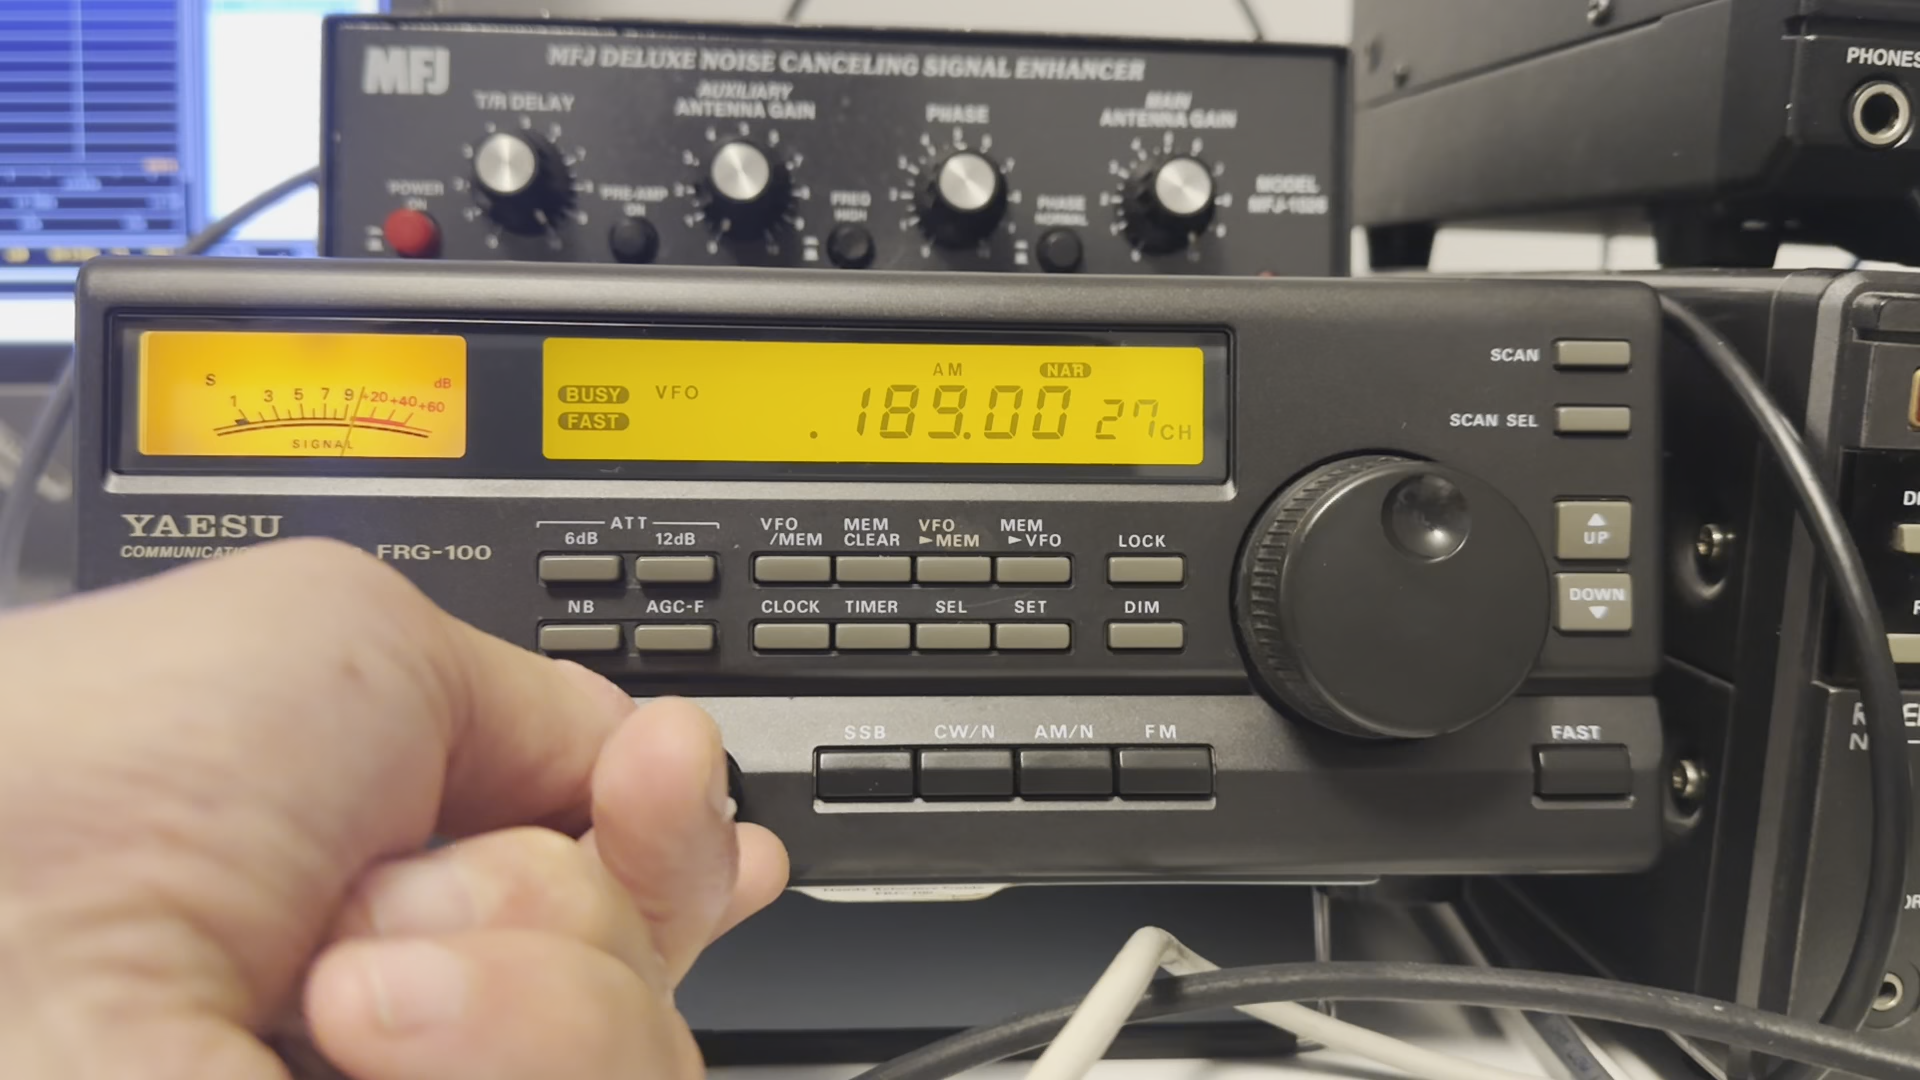 MFJ
MFJ DELUXE NOISE CANCELING SIGNAL ENHANCER
T/R DELAY
AUXILIARY
ANTENNA GAIN
PHASE
MAIN
ANTENNA GAIN
POWER
ON
PRE-AMP
ON
FREQ
HIGH
PHASE
NORMAL
MODEL
MFJ-1026
PHONES
S
dB
1 3 5 7 9 +20 +40 +60
SIGNAL
AM NAR
BUSY VFO
FAST
.189.00 27CH
SCAN
SCAN SEL
YAESU
FRG-100
ATT
6dB 12dB
VFO
/MEM
MEM
CLEAR
VFO
►MEM
MEM
►VFO
LOCK
NB AGC-F CLOCK TIMER SEL SET DIM
▲
UP
DOWN
▼
SSB CW/N AM/N FM
FAST